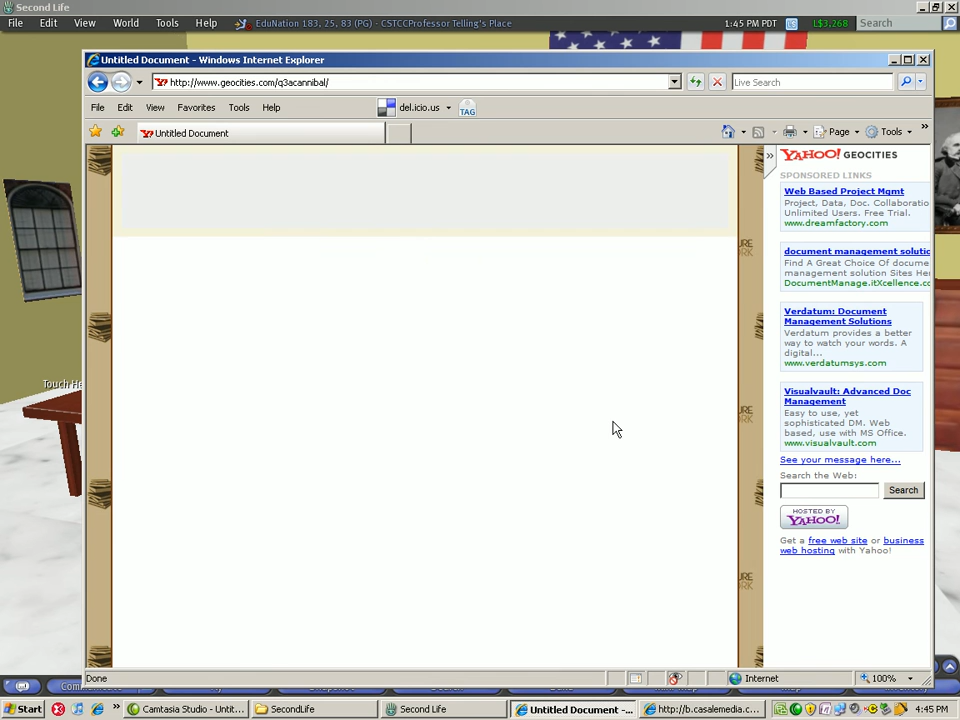 Second Life
File Edit View World Tools Help EduNation 183, 25, 83 (PG) - CSTCCProfessor Telling's Place 1:45 PM PDT L$3,268 Search
Untitled Document - Windows Internet Explorer
http://www.geocities.com/q3acannibal/ Live Search
File Edit View Favorites Tools Help del.icio.us TAG
Untitled Document Page Tools
YAHOO! GEOCITIES
SPONSORED LINKS
Web Based Project Mgmt
Project, Data, Doc. Collaboratio
Unlimited Users. Free Trial.
www.dreamfactory.com
document management solutic
Find A Great Choice Of docume
management solution Sites He
DocumentManage.itXcellence.cc
Verdatum: Document
Management Solutions
Verdatum provides a better
way to watch your words. A
digital...
www.verdatumsys.com
Visualvault: Advanced Doc
Management
Easy to use, yet
sophisticated DM. Web
based, use with MS Office.
www.visualvault.com
See your message here...
Search the Web:
Search
HOSTED BY
YAHOO!
Get a free web site or business
web hosting with Yahoo!
Touch He
Done Internet 100%
Start Camtasia Studio - Untit... SecondLife Second Life Untitled Document -... http://b.casalemedia.c... 4:45 PM